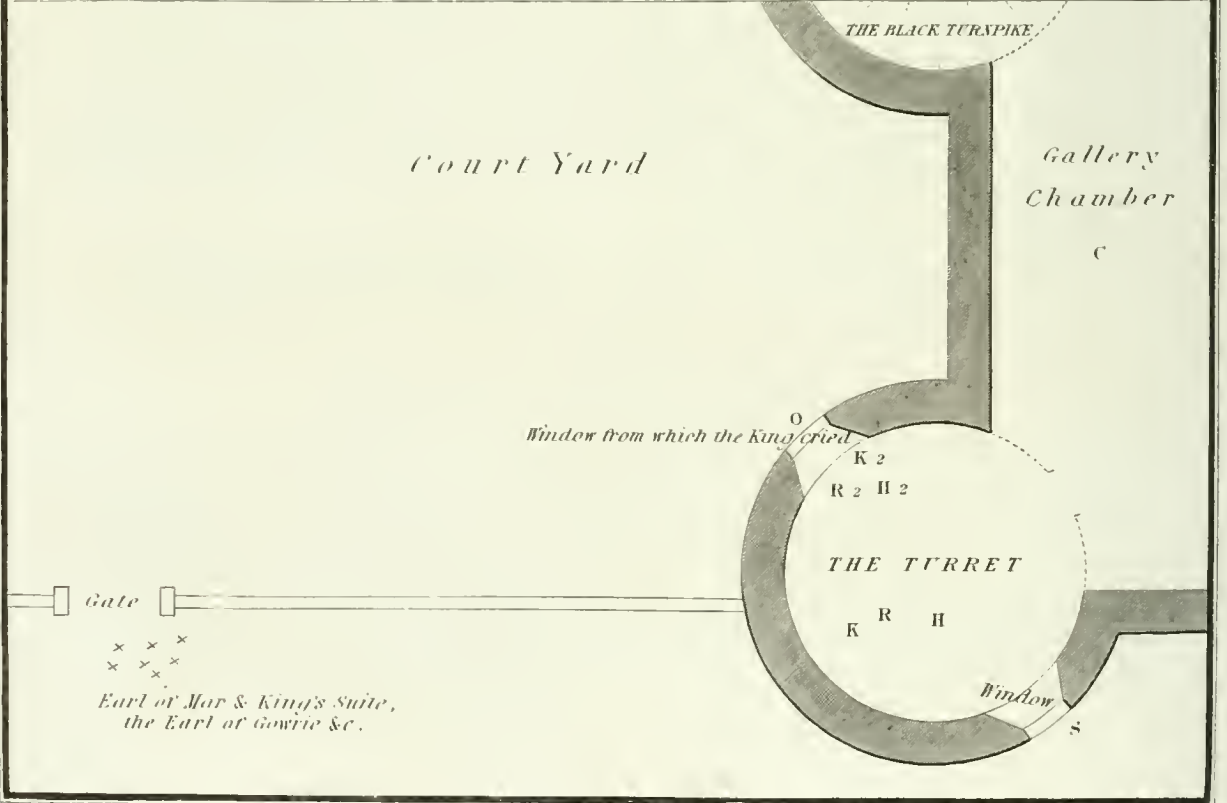 THE BLACK TURNPIKE
Court Yard
Gallery
Chamber
C
O
Window from which the King cried
K 2
R 2 H 2
THE TURRET
Gate
K R H
Earl of Mar & King's Suite,
the Earl of Gowrie &c.
Window
S